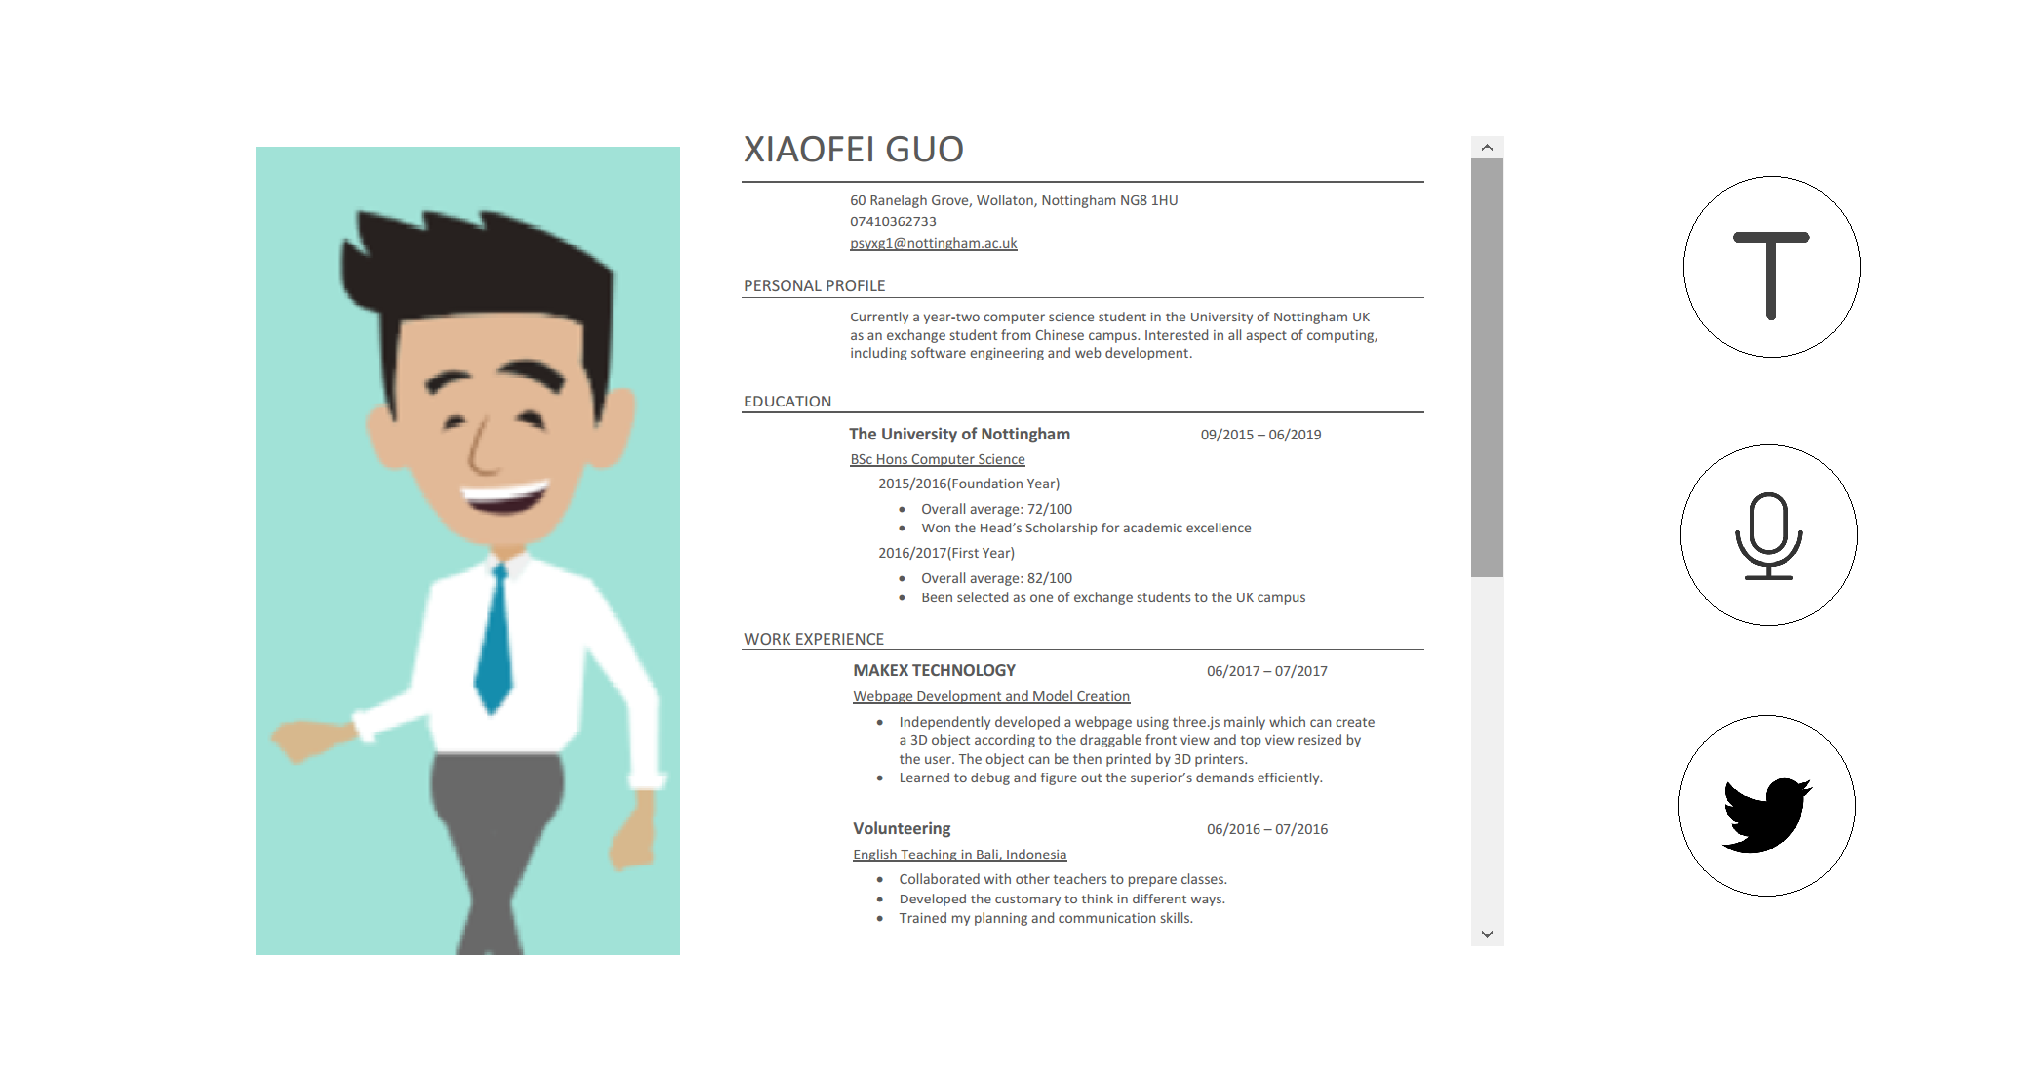 XIAOFEI GUO
60 Ranelagh Grove, Wollaton, Nottingham NG8 1HU
07410362733
psyxg1@nottingham.ac.uk
PERSONAL PROFILE
Currently a year-two computer science student in the University of Nottingham UK
as an exchange student from Chinese campus. Interested in all aspect of computing,
including software engineering and web development.
EDUCATION
The University of Nottingham 09/2015 – 06/2019
BSc Hons Computer Science
2015/2016(Foundation Year)
• Overall average: 72/100
• Won the Head's Scholarship for academic excellence
2016/2017(First Year)
• Overall average: 82/100
• Been selected as one of exchange students to the UK campus
WORK EXPERIENCE
MAKEX TECHNOLOGY 06/2017 – 07/2017
Webpage Development and Model Creation
• Independently developed a webpage using three.js mainly which can create
a 3D object according to the draggable front view and top view resized by
the user. The object can be then printed by 3D printers.
• Learned to debug and figure out the superior's demands efficiently.
Volunteering 06/2016 – 07/2016
English Teaching in Bali, Indonesia
• Collaborated with other teachers to prepare classes.
• Developed the customary to think in different ways.
• Trained my planning and communication skills.
T